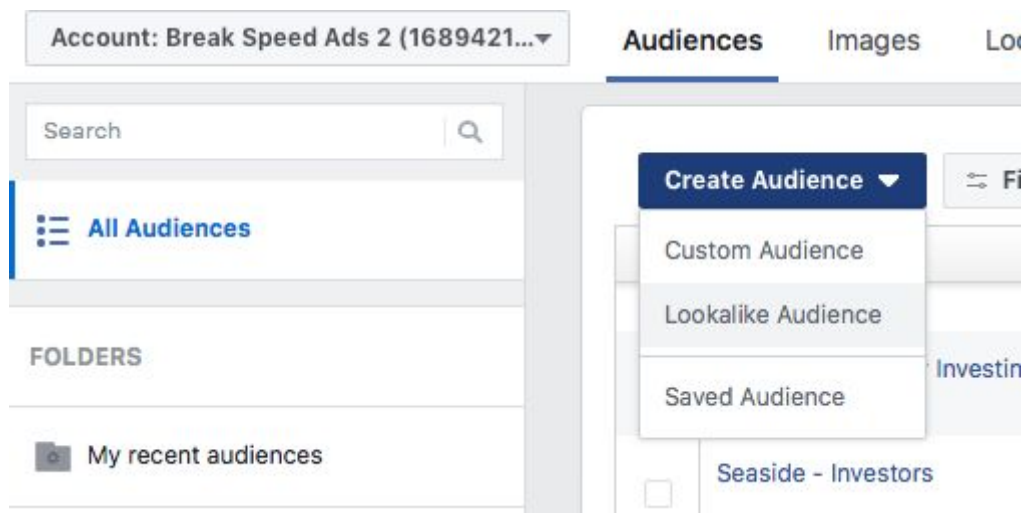 Account: Break Speed Ads 2 (1689421...
Audiences
Images
Search
Create Audience
All Audiences
Custom Audience
Lookalike Audience
FOLDERS
Saved Audience
My recent audiences
Seaside - Investors